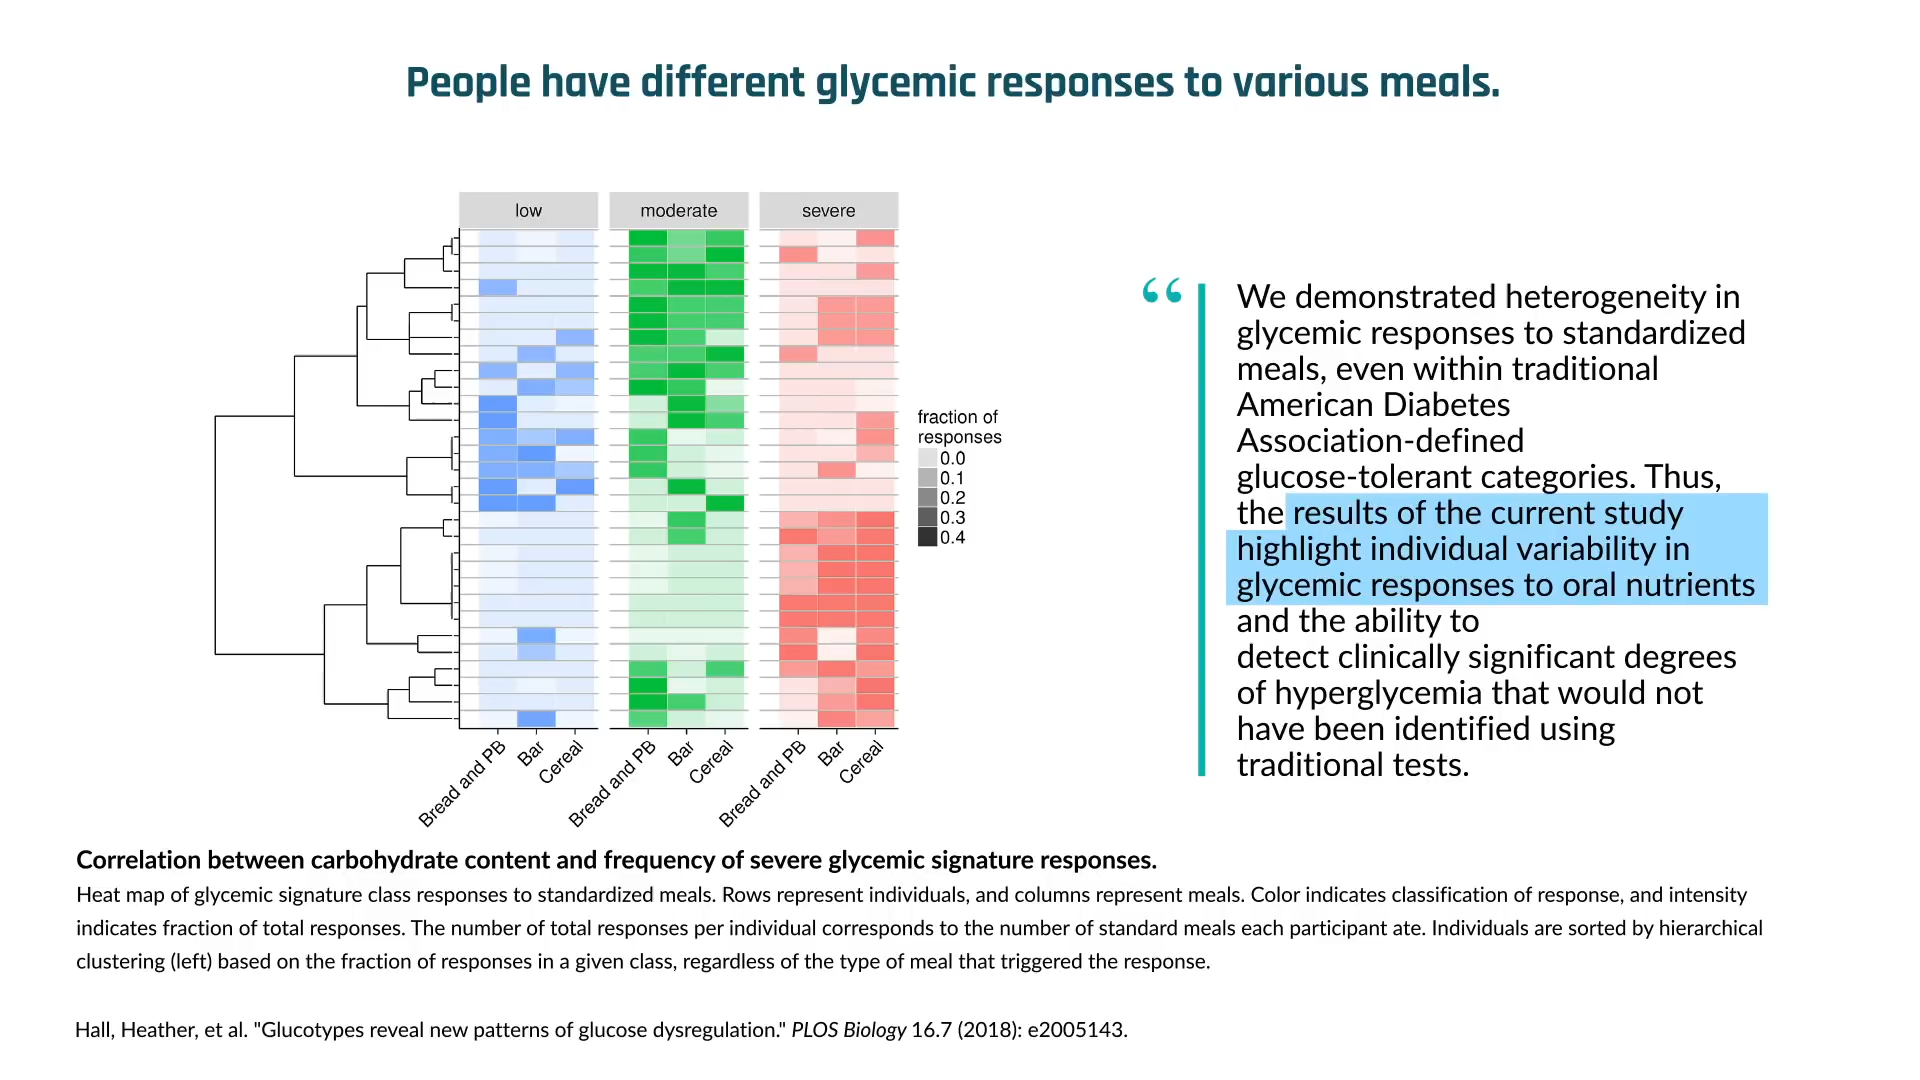 People have different glycemic responses to various meals.
low
moderate
severe
fraction of
responses
0.0
0.1
0.2
0.3
0.4
Bread and PB
Bar
Cereal
Bread and PB
Bar
Cereal
Bread and PB
Bar
Cereal
“
We demonstrated heterogeneity in
glycemic responses to standardized
meals, even within traditional
American Diabetes
Association-defined
glucose-tolerant categories. Thus,
the results of the current study
highlight individual variability in
glycemic responses to oral nutrients
and the ability to
detect clinically significant degrees
of hyperglycemia that would not
have been identified using
traditional tests.
Correlation between carbohydrate content and frequency of severe glycemic signature responses.
Heat map of glycemic signature class responses to standardized meals. Rows represent individuals, and columns represent meals. Color indicates classification of response, and intensity
indicates fraction of total responses. The number of total responses per individual corresponds to the number of standard meals each participant ate. Individuals are sorted by hierarchical
clustering (left) based on the fraction of responses in a given class, regardless of the type of meal that triggered the response.
Hall, Heather, et al. "Glucotypes reveal new patterns of glucose dysregulation." PLOS Biology 16.7 (2018): e2005143.